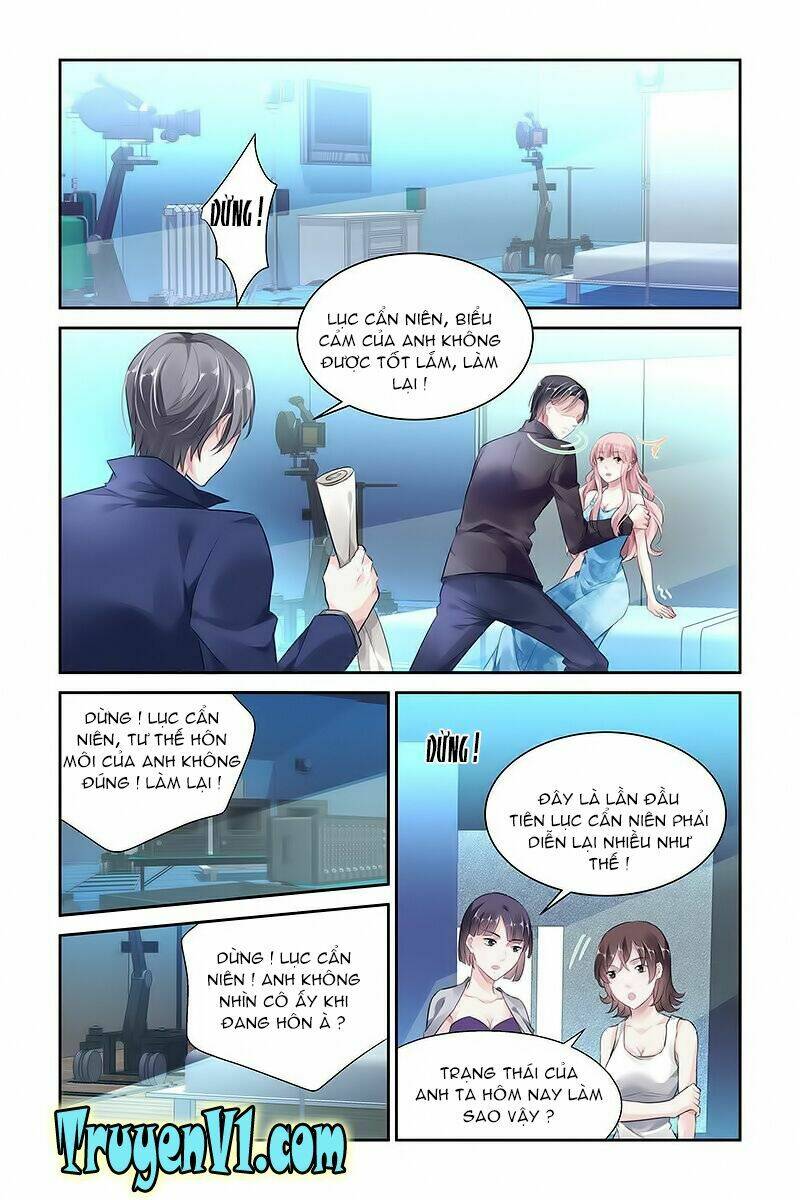 DỪNG !
LỤC CẨN NIÊN, BIỂU
CẢM CỦA ANH KHÔNG
ĐƯỢC TỐT LẮM, LÀM
LẠI !
DỪNG ! LỤC CẨN
NIÊN, TƯ THẾ HÔN
MÔI CỦA ANH KHÔNG
ĐÚNG ! LÀM LẠI !
DỪNG !
ĐÂY LÀ LẦN ĐẦU
TIÊN LỤC CẨN NIÊN PHẢI
DIỄN LẠI NHIỀU NHƯ
THẾ !
DỪNG ! LỤC CẨN
NIÊN ! ANH KHÔNG
NHÌN CÔ ẤY KHI
ĐANG HÔN À ?
TRẠNG THÁI CỦA
ANH TA HÔM NAY LÀM
SAO VẬY ?
TruyenV1.com